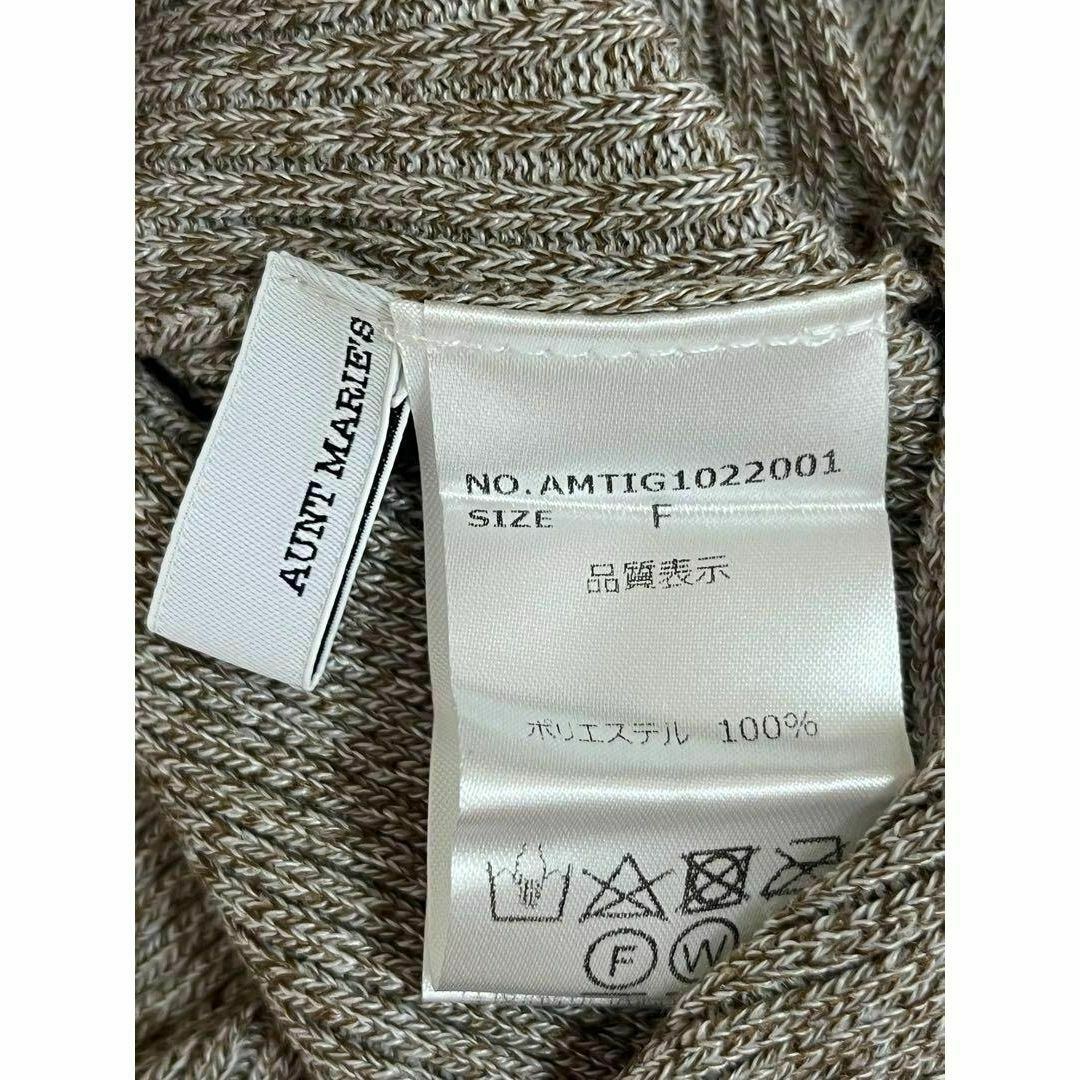 AUNT MARIE'S
NO.AMTIG1022001
SIZE F
品質表示
ポリエステル 100%
F W